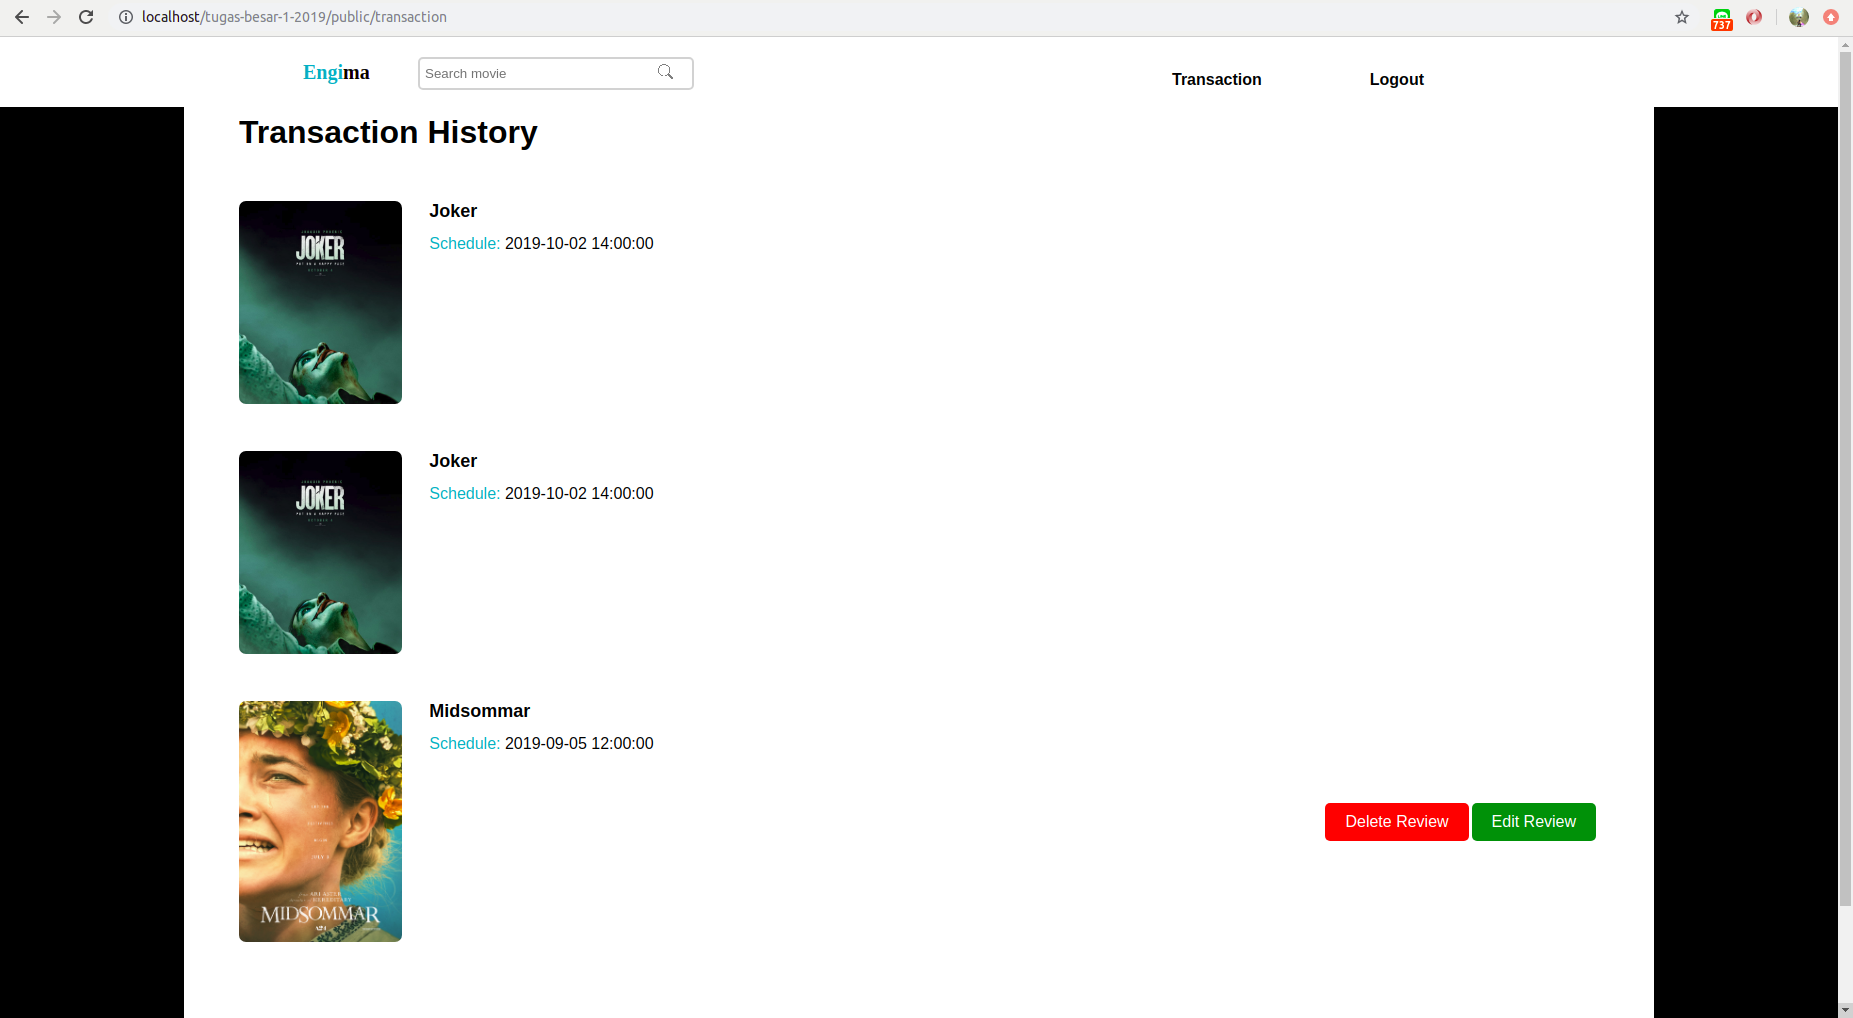 localhost/tugas-besar-1-2019/public/transaction
737
Engima
Search movie
Transaction
Logout
Transaction History
JOKER
Joker
Schedule: 2019-10-02 14:00:00
JOKER
Joker
Schedule: 2019-10-02 14:00:00
Midsommar
Schedule: 2019-09-05 12:00:00
Delete Review
Edit Review
MIDSOMMAR